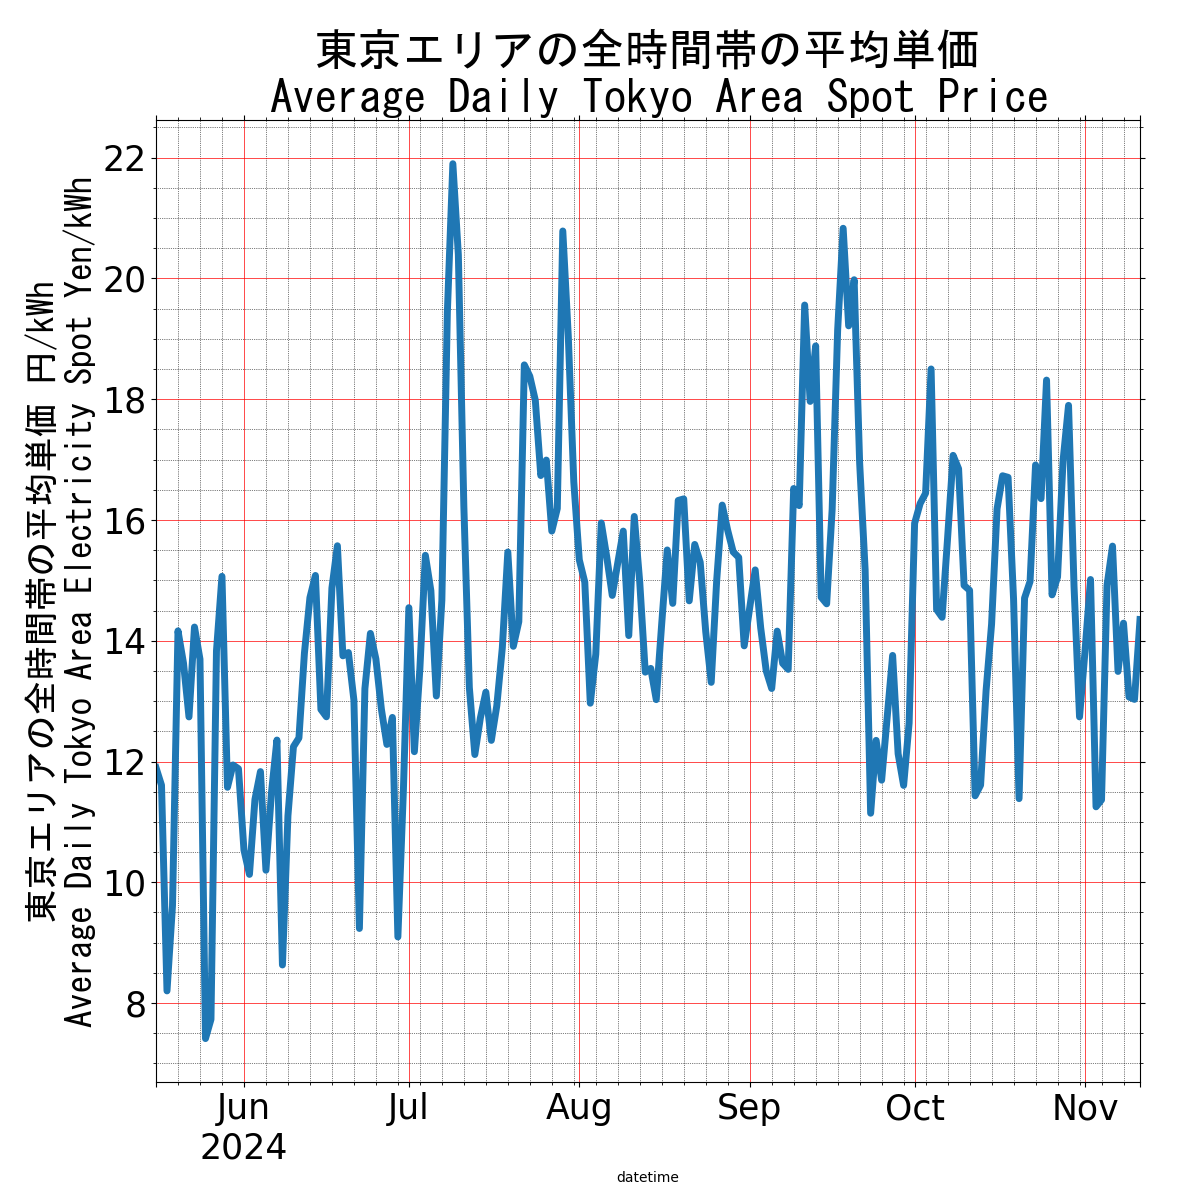 東京エリアの全時間帯の平均単価
Average Daily Tokyo Area Spot Price
東京エリアの全時間帯の平均単価 円/kWh
Average Daily Tokyo Area Electricity Spot Yen/kWh
22
20
18
16
14
12
10
8
Jun
2024
Jul
Aug
Sep
Oct
Nov
datetime